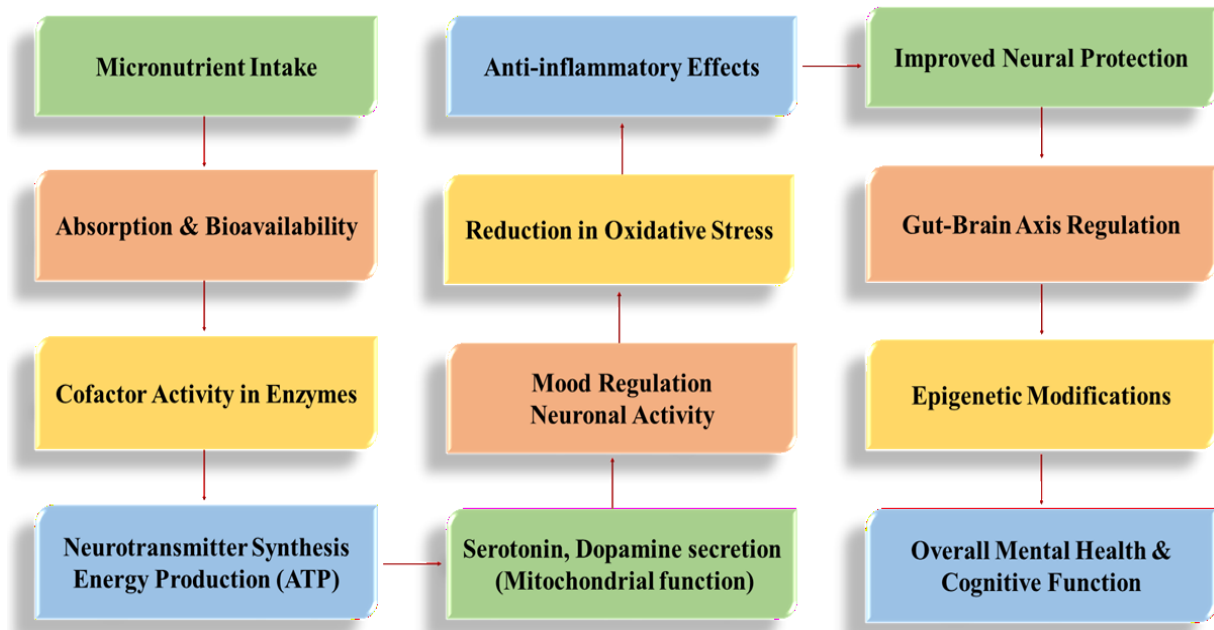 Micronutrient Intake
Absorption & Bioavailability
Cofactor Activity in Enzymes
Neurotransmitter Synthesis
Energy Production (ATP)
Serotonin, Dopamine secretion
(Mitochondrial function)
Mood Regulation
Neuronal Activity
Reduction in Oxidative Stress
Anti-inflammatory Effects
Improved Neural Protection
Gut-Brain Axis Regulation
Epigenetic Modifications
Overall Mental Health &
Cognitive Function